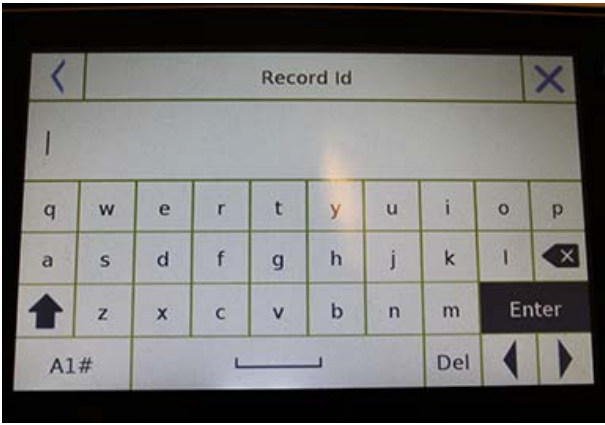 Record Id
q w e r t y u i o p
a s d f g h j k l
z x c v b n m Enter
A1# Del